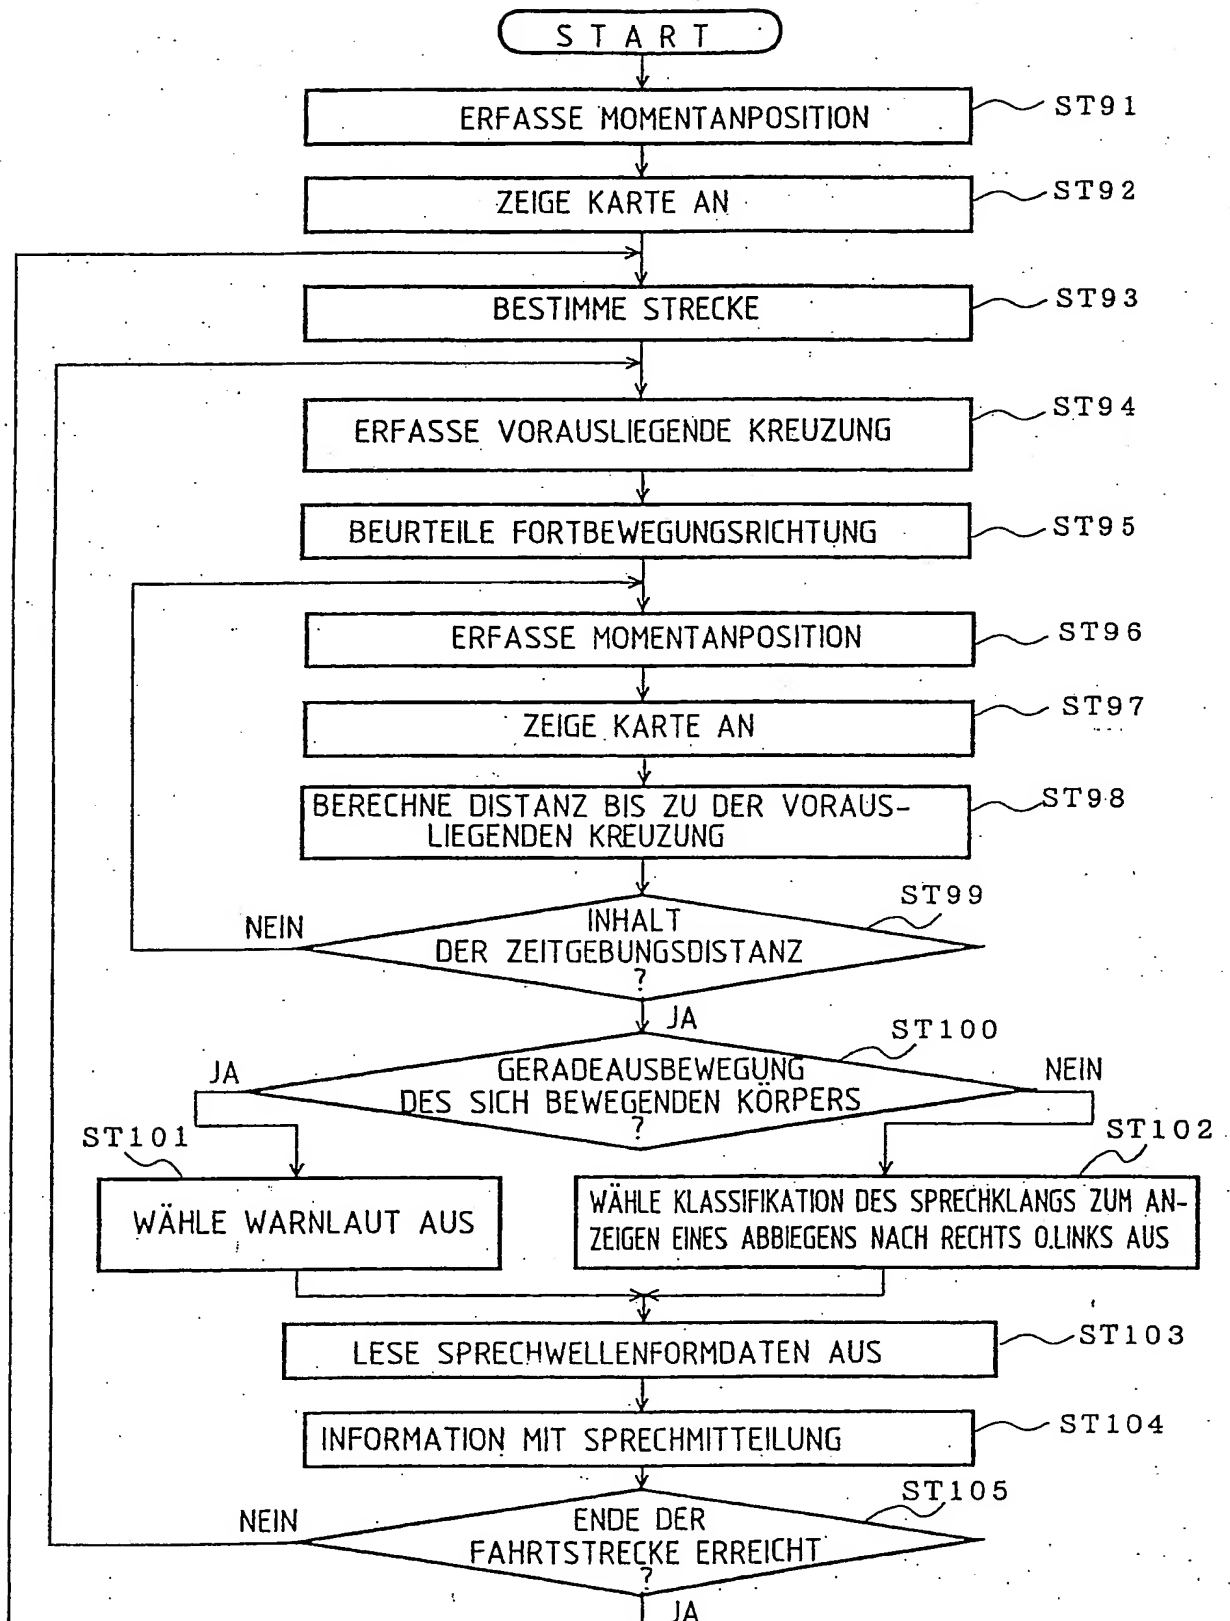 START
ERFASSE MOMENTANPOSITION
ST91
ZEIGE KARTE AN
ST92
BESTIMME STRECKE
ST93
ERFASSE VORAUSLIEGENDE KREUZUNG
ST94
BEURTEILE FORTBEWEGUNGSRICHTUNG
ST95
ERFASSE MOMENTANPOSITION
ST96
ZEIGE KARTE AN
ST97
BERECHNE DISTANZ BIS ZU DER VORAUS-
LIEGENDEN KREUZUNG
ST98
ST99
NEIN
INHALT
DER ZEITGEBUNGSDISTANZ
?
JA
ST100
JA
GERADEAUSBEWEGUNG
DES SICH BEWEGENDEN KÖRPERS
?
NEIN
ST101
WÄHLE WARNLAUT AUS
ST102
WÄHLE KLASSIFIKATION DES SPRECHKLANGS ZUM AN-
ZEIGEN EINES ABBIEGENS NACH RECHTS O.LINKS AUS
LESE SPRECHWELLENFORMDATEN AUS
ST103
INFORMATION MIT SPRECHMITTEILUNG
ST104
ST105
NEIN
ENDE DER
FAHRTSTRECKE ERREICHT
?
JA